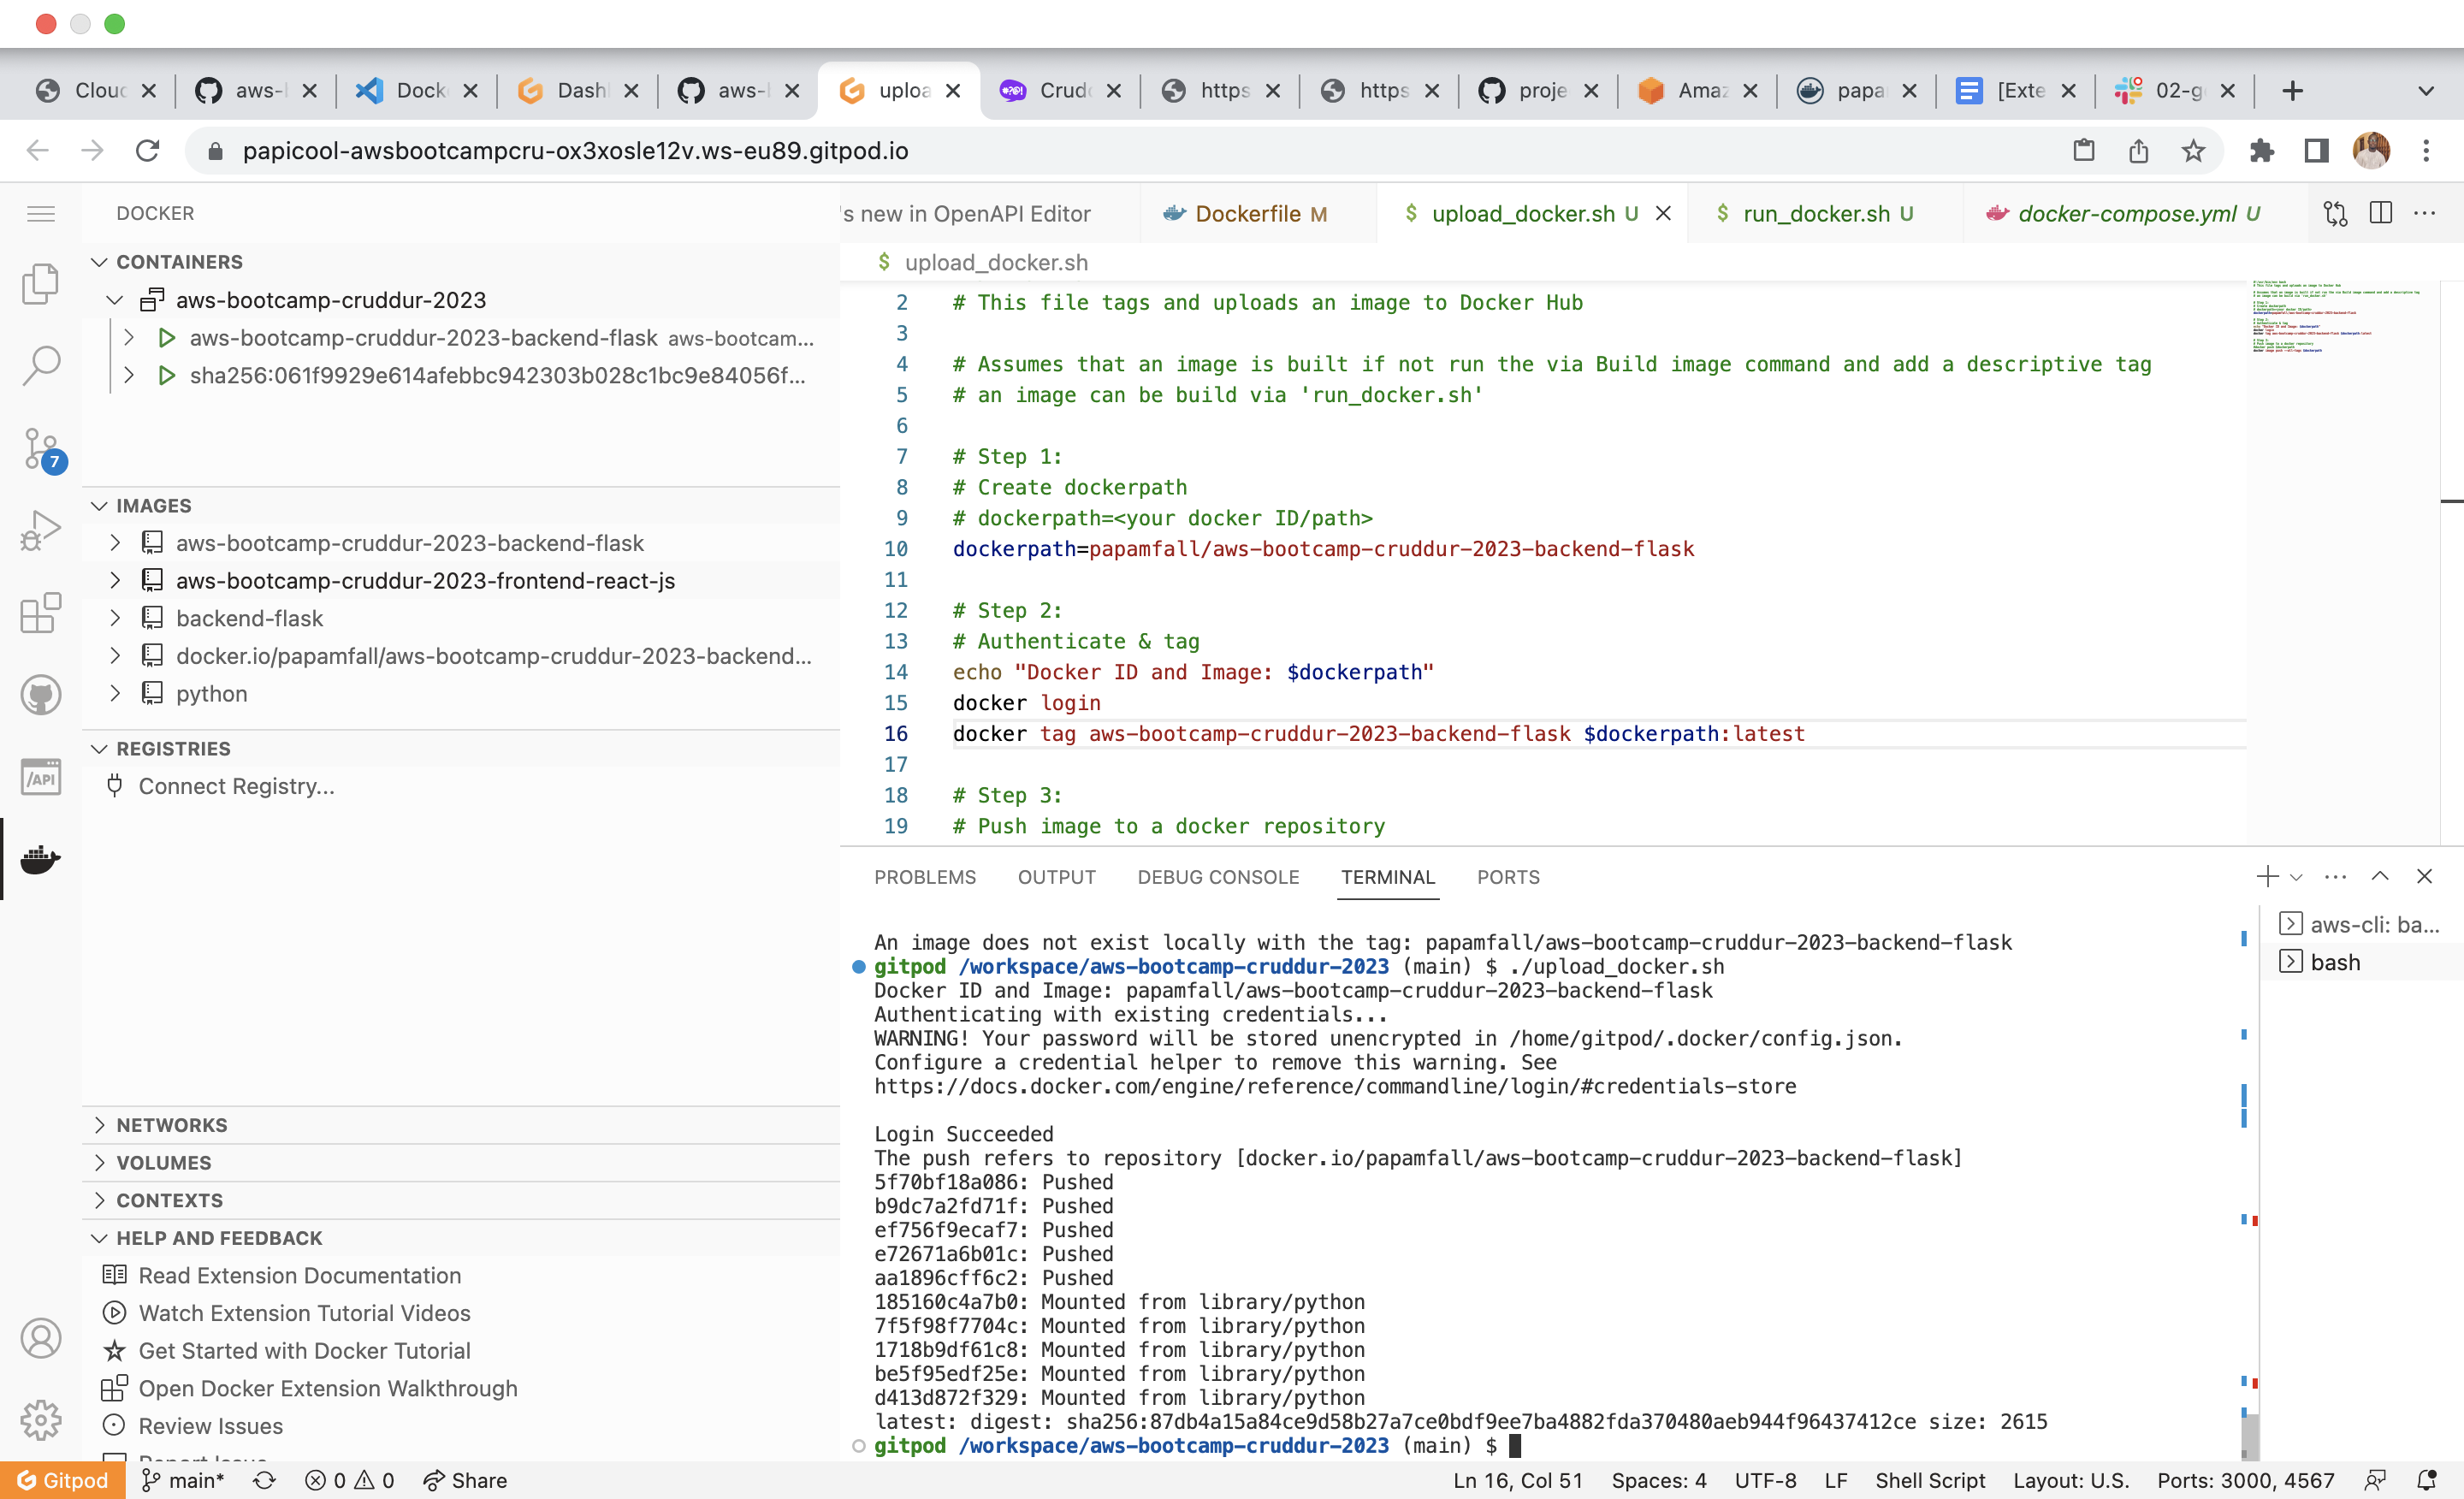 Cloud
aws-b
Dock
Dash
aws-b
uploa
Crudd
https
https
proje
Amaz
papa
[Exte
02-g
papicool-awsbootcampcru-ox3xosle12v.ws-eu89.gitpod.io
DOCKER
CONTAINERS
aws-bootcamp-cruddur-2023
aws-bootcamp-cruddur-2023-backend-flask aws-bootcam...
sha256:061f9929e614afebbc942303b028c1bc9e84056f...
7
IMAGES
aws-bootcamp-cruddur-2023-backend-flask
aws-bootcamp-cruddur-2023-frontend-react-js
backend-flask
docker.io/papamfall/aws-bootcamp-cruddur-2023-backend...
python
REGISTRIES
Connect Registry...
/API
NETWORKS
VOLUMES
CONTEXTS
HELP AND FEEDBACK
Read Extension Documentation
Watch Extension Tutorial Videos
Get Started with Docker Tutorial
Open Docker Extension Walkthrough
Review Issues
Report Issue
's new in OpenAPI Editor
Dockerfile M
$ upload_docker.sh U
$ run_docker.sh U
docker-compose.yml U
$ upload_docker.sh
2 # This file tags and uploads an image to Docker Hub
3
4 # Assumes that an image is built if not run the via Build image command and add a descriptive tag
5 # an image can be build via 'run_docker.sh'
6
7 # Step 1:
8 # Create dockerpath
9 # dockerpath=<your docker ID/path>
10 dockerpath=papamfall/aws-bootcamp-cruddur-2023-backend-flask
11
12 # Step 2:
13 # Authenticate & tag
14 echo "Docker ID and Image: $dockerpath"
15 docker login
16 docker tag aws-bootcamp-cruddur-2023-backend-flask $dockerpath:latest
17
18 # Step 3:
19 # Push image to a docker repository
PROBLEMS OUTPUT DEBUG CONSOLE TERMINAL PORTS
An image does not exist locally with the tag: papamfall/aws-bootcamp-cruddur-2023-backend-flask
gitpod /workspace/aws-bootcamp-cruddur-2023 (main) $ ./upload_docker.sh
Docker ID and Image: papamfall/aws-bootcamp-cruddur-2023-backend-flask
Authenticating with existing credentials...
WARNING! Your password will be stored unencrypted in /home/gitpod/.docker/config.json.
Configure a credential helper to remove this warning. See
https://docs.docker.com/engine/reference/commandline/login/#credentials-store
Login Succeeded
The push refers to repository [docker.io/papamfall/aws-bootcamp-cruddur-2023-backend-flask]
5f70bf18a086: Pushed
b9dc7a2fd71f: Pushed
ef756f9ecaf7: Pushed
e72671a6b01c: Pushed
aa1896cff6c2: Pushed
185160c4a7b0: Mounted from library/python
7f5f98f7704c: Mounted from library/python
1718b9df61c8: Mounted from library/python
be5f95edf25e: Mounted from library/python
d413d872f329: Mounted from library/python
latest: digest: sha256:87db4a15a84ce9d58b27a7ce0bdf9ee7ba4882fda370480aeb944f96437412ce size: 2615
gitpod /workspace/aws-bootcamp-cruddur-2023 (main) $
aws-cli: ba...
bash
Gitpod main* 0 0 Share
Ln 16, Col 51 Spaces: 4 UTF-8 LF Shell Script Layout: U.S. Ports: 3000, 4567